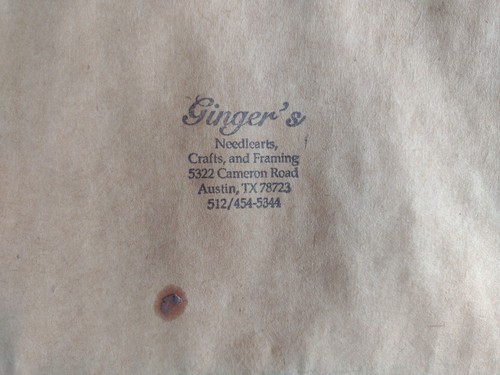 Ginger's
Needlearts,
Crafts, and Framing
5322 Cameron Road
Austin, TX 78723
512/454-5344